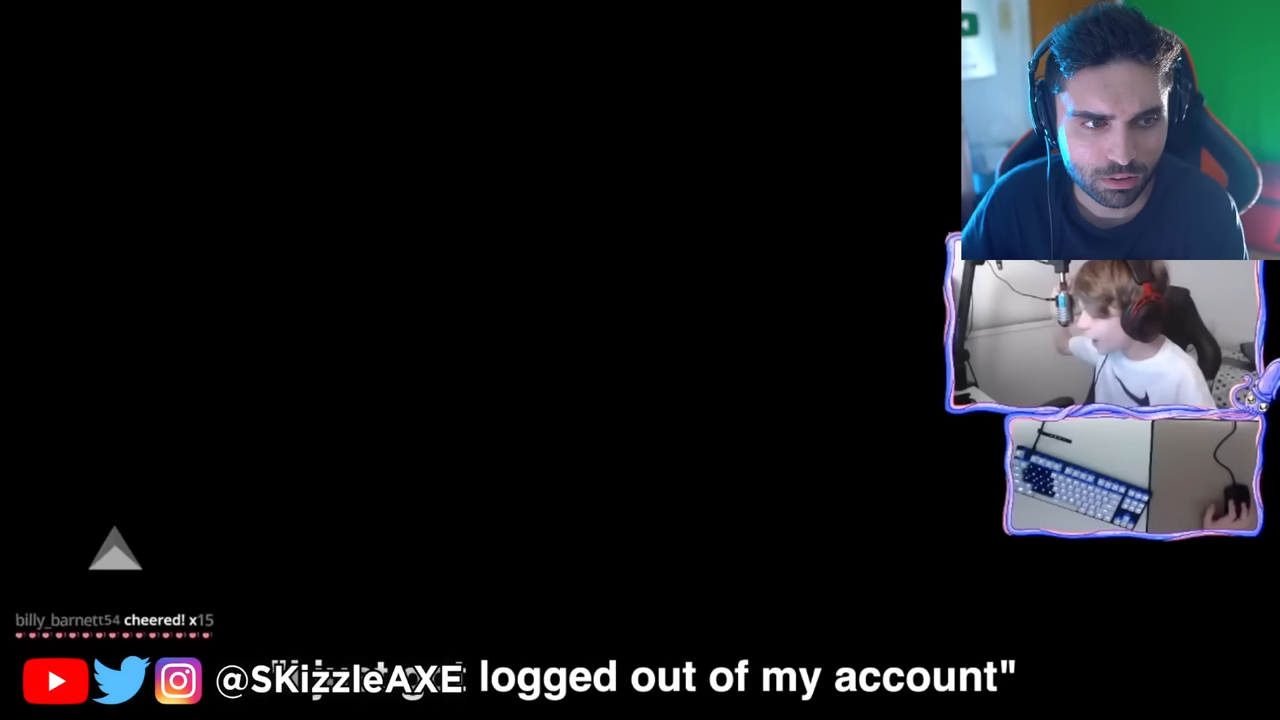 billy_barnett54 cheered! x15
@SKizzleAXE logged out of my account"